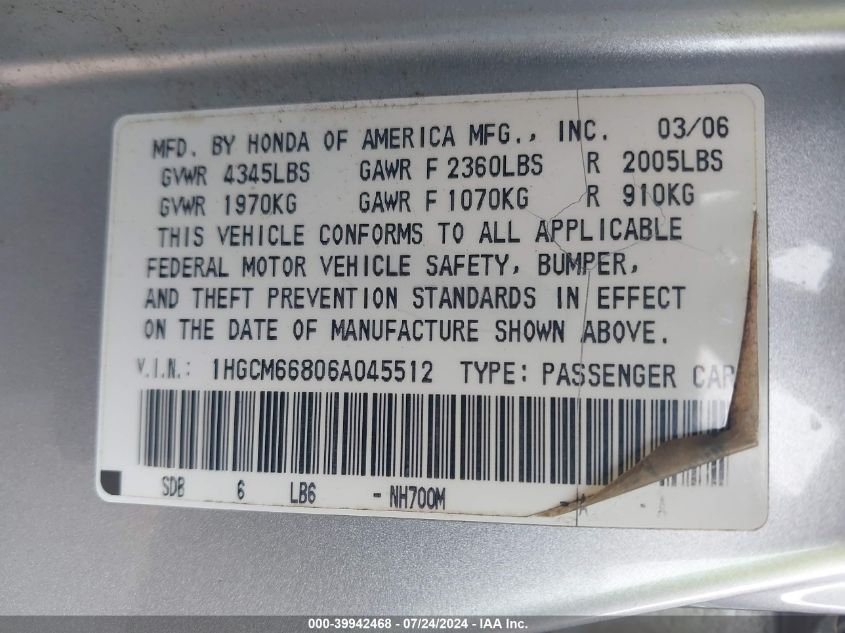 MFD. BY HONDA OF AMERICA MFG., INC. 03/06
GVWR 4345LBS GAWR F 2360LBS R 2005LBS
GVWR 1970KG GAWR F 1070KG R 910KG
THIS VEHICLE CONFORMS TO ALL APPLICABLE
FEDERAL MOTOR VEHICLE SAFETY, BUMPER,
AND THEFT PREVENTION STANDARDS IN EFFECT
ON THE DATE OF MANUFACTURE SHOWN ABOVE.
V.I.N.: 1HGCM66806A045512 TYPE: PASSENGER CAR
SDB 6 LB6 - NH700M - A
000-39942468 - 07/24/2024 - IAA Inc.